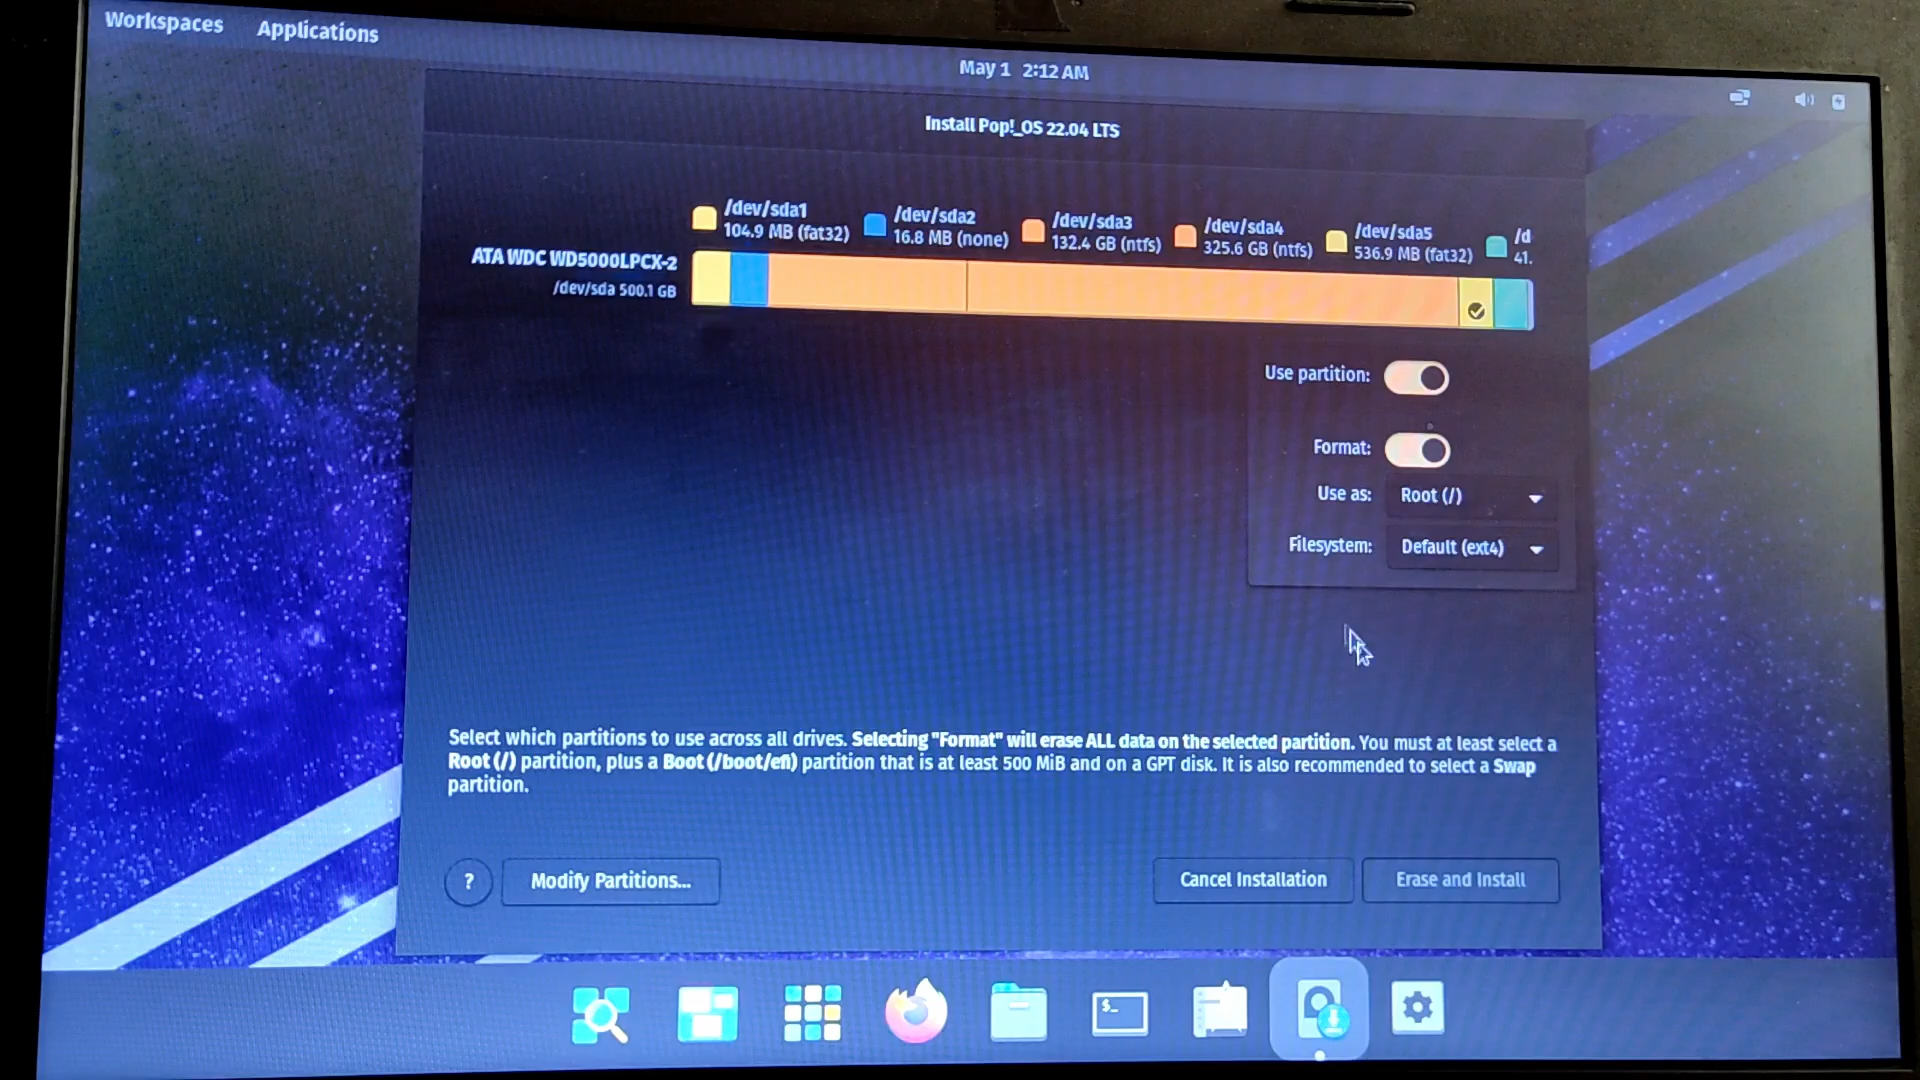 Workspaces Applications
May 1 2:12 AM
Install Pop!_OS 22.04 LTS
/dev/sda1 /dev/sda2 /dev/sda3 /dev/sda4 /dev/sda5 /d
104.9 MB (fat32) 16.8 MB (none) 132.4 GB (ntfs) 325.6 GB (ntfs) 536.9 MB (fat32) 41.
ATA WDC WD5000LPCX-2
/dev/sda 500.1 GB
Use partition:
Format:
Use as: Root (/)
Filesystem: Default (ext4)
Select which partitions to use across all drives. Selecting "Format" will erase ALL data on the selected partition. You must at least select a
Root (/) partition, plus a Boot (/boot/efi) partition that is at least 500 MiB and on a GPT disk. It is also recommended to select a Swap
partition.
? Modify Partitions... Cancel Installation Erase and Install
$_